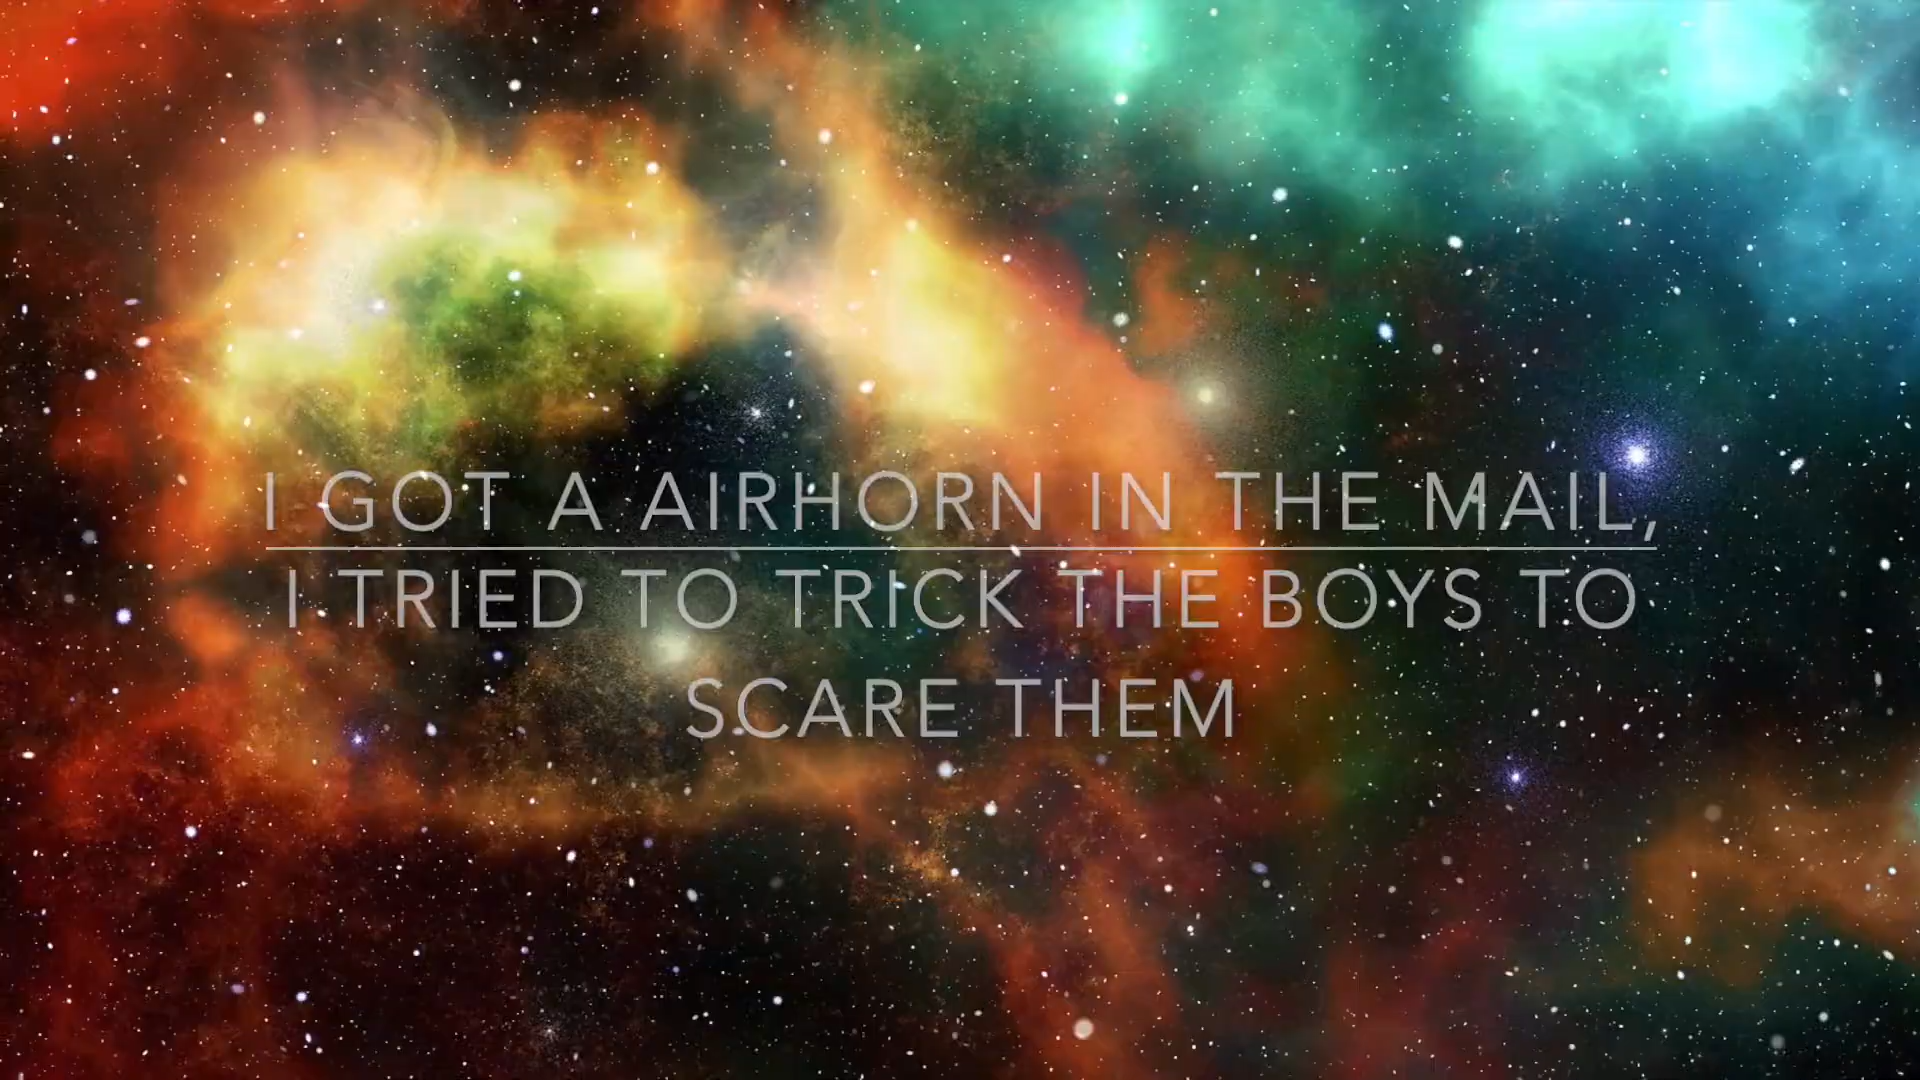 I GOT A AIRHORN IN THE MAIL,
I TRIED TO TRICK THE BOYS TO
SCARE THEM